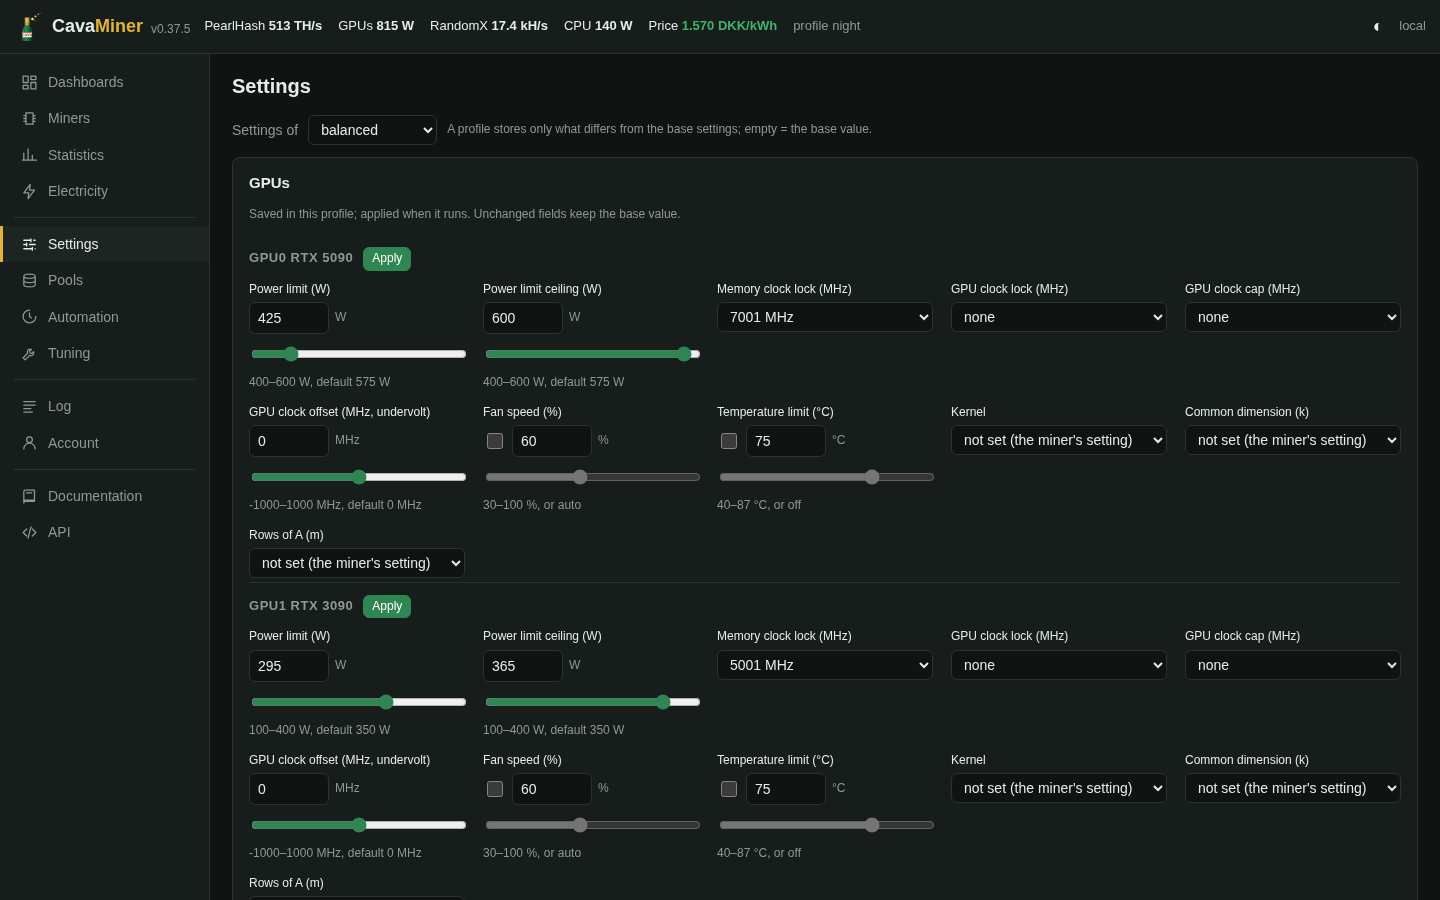 CavaMiner v0.37.5 PearlHash 513 TH/s GPUs 815 W RandomX 17.4 kH/s CPU 140 W Price 1.570 DKK/kWh profile night local
Dashboards
Miners
Statistics
Electricity
Settings
Pools
Automation
Tuning
Log
Account
Documentation
API
Settings
Settings of balanced A profile stores only what differs from the base settings; empty = the base value.
GPUs
Saved in this profile; applied when it runs. Unchanged fields keep the base value.
GPU0 RTX 5090 Apply
Power limit (W) Power limit ceiling (W) Memory clock lock (MHz) GPU clock lock (MHz) GPU clock cap (MHz)
425 W 600 W 7001 MHz none none
400–600 W, default 575 W 400–600 W, default 575 W
GPU clock offset (MHz, undervolt) Fan speed (%) Temperature limit (°C) Kernel Common dimension (k)
0 MHz 60 % 75 °C not set (the miner's setting) not set (the miner's setting)
-1000–1000 MHz, default 0 MHz 30–100 %, or auto 40–87 °C, or off
Rows of A (m)
not set (the miner's setting)
GPU1 RTX 3090 Apply
Power limit (W) Power limit ceiling (W) Memory clock lock (MHz) GPU clock lock (MHz) GPU clock cap (MHz)
295 W 365 W 5001 MHz none none
100–400 W, default 350 W 100–400 W, default 350 W
GPU clock offset (MHz, undervolt) Fan speed (%) Temperature limit (°C) Kernel Common dimension (k)
0 MHz 60 % 75 °C not set (the miner's setting) not set (the miner's setting)
-1000–1000 MHz, default 0 MHz 30–100 %, or auto 40–87 °C, or off
Rows of A (m)